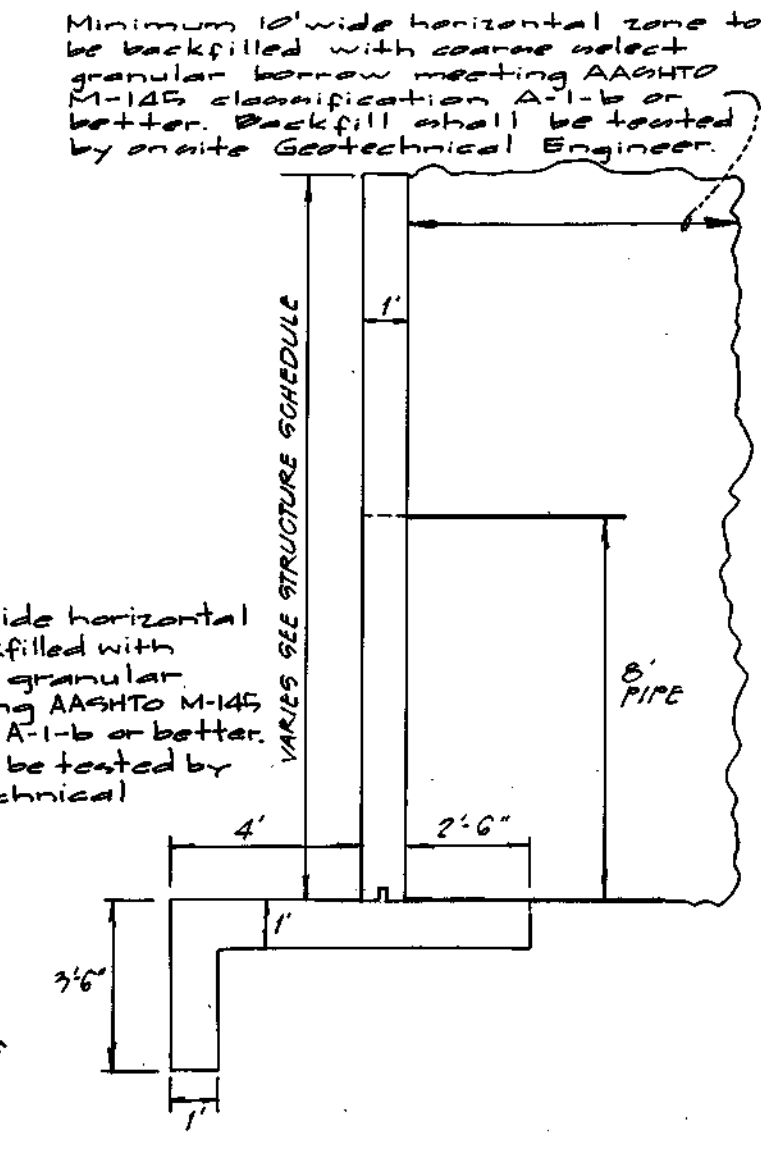 Minimum 10' wide horizontal zone to
be backfilled with coarse select
granular borrow meeting AASHTO
M-145 classification A-1-b or
better. Backfill shall be tested
by onsite Geotechnical Engineer.
1'
VARIES SEE STRUCTURE SCHEDULE
ide horizontal
kfilled with
granular
ng AASHTO M-145
A-1-b or better.
be tested by
chnical
8'
PIPE
4'
2'-6"
1'
3'-6"
1'